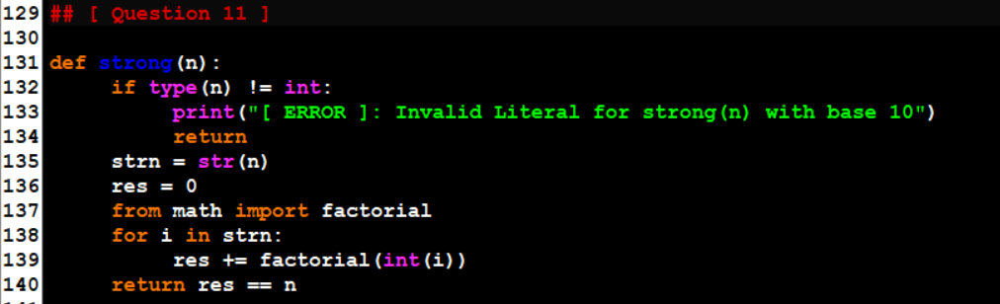 129 ## [ Question 11 ]
130
131 def strong(n):
132 if type(n) != int:
133 print("[ ERROR ]: Invalid Literal for strong(n) with base 10")
134 return
135 strn = str(n)
136 res = 0
137 from math import factorial
138 for i in strn:
139 res += factorial(int(i))
140 return res == n